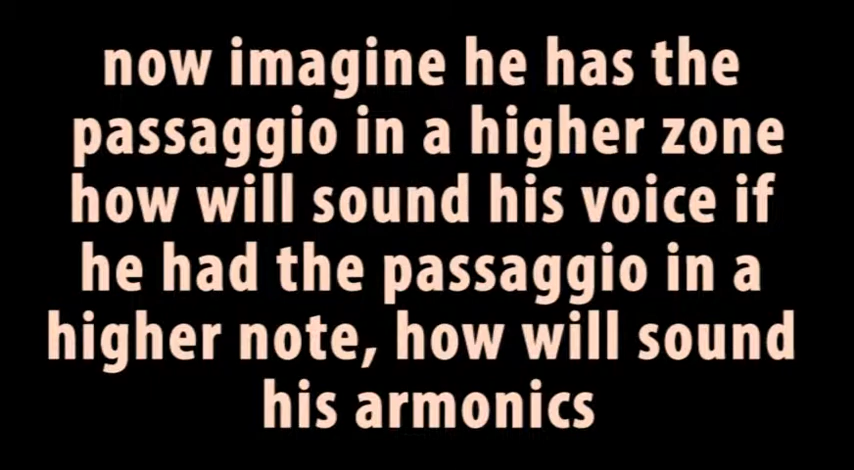 now imagine he has the
passaggio in a higher zone
how will sound his voice if
he had the passaggio in a
higher note, how will sound
his armonics